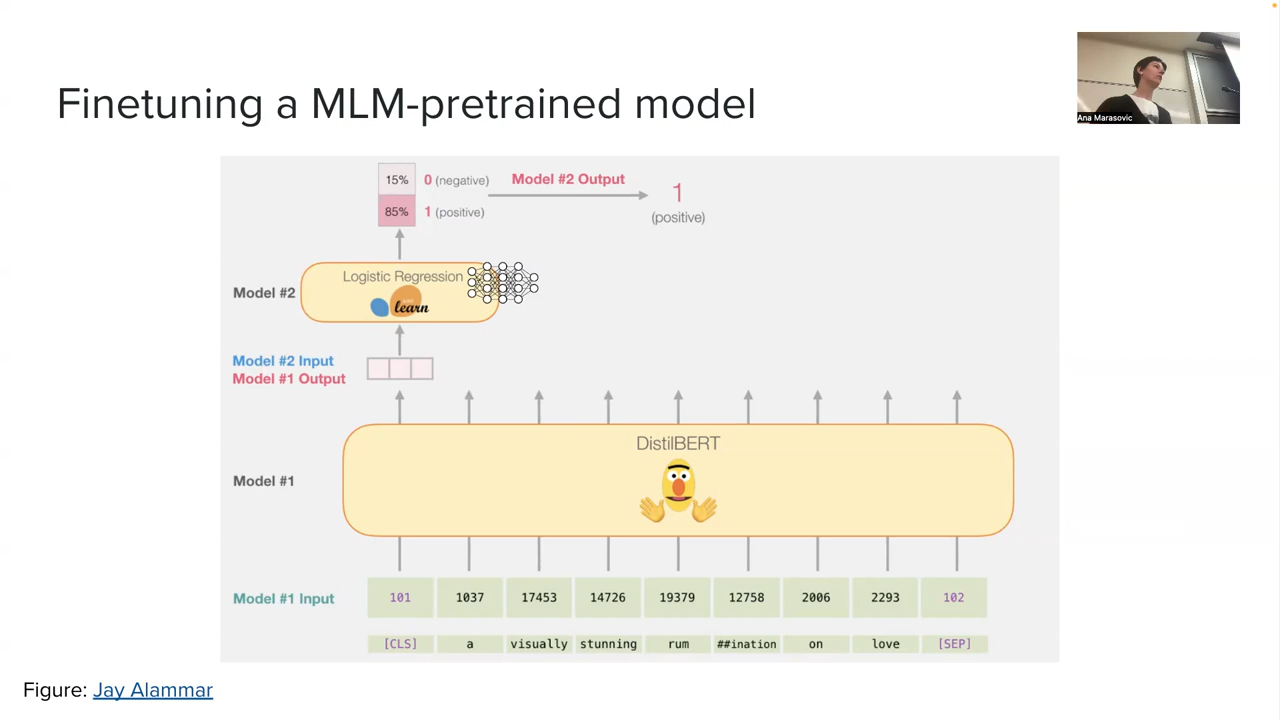 Finetuning a MLM-pretrained model
Ana Marasovic
15% 0 (negative) Model #2 Output 1
85% 1 (positive) (positive)
Logistic Regression
Model #2
learn
Model #2 Input
Model #1 Output
DistilBERT
Model #1
Model #1 Input 101 1037 17453 14726 19379 12758 2006 2293 102
[CLS] a visually stunning rum ##ination on love [SEP]
Figure: Jay Alammar